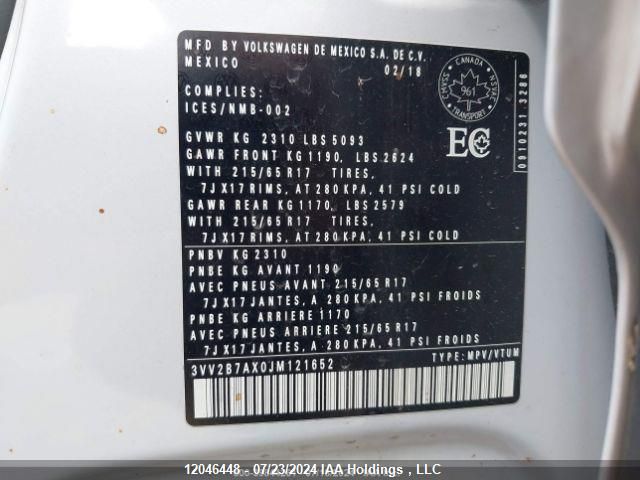 MFD BY VOLKSWAGEN DE MEXICO S.A. DE C.V.
MEXICO 02/18
COMPLIES:
ICES/NMB-002
GVWR KG 2310 LBS 5093
GAWR FRONT KG 1190, LBS 2624
WITH 215/65 R17 TIRES,
7J X17 RIMS, AT 280 KPA, 41 PSI COLD
GAWR REAR KG 1170, LBS 2579
WITH 215/65 R17 TIRES,
7J X17 RIMS, AT 280 KPA, 41 PSI COLD
PNBV KG 2310
PNBE KG AVANT 1190
AVEC PNEUS AVANT 215/65 R17
7J X17 JANTES, A 280 KPA, 41 PSI FROIDS
PNBE KG ARRIERE 1170
AVEC PNEUS ARRIERE 215/65 R17
7J X17 JANTES, A 280 KPA, 41 PSI FROIDS
3VV2B7AX0JM121652 TYPE: MPV/VTUM
CANADA
961
TRANSPORT
NSVAC
EC
0910231 3286
12046448 - 07/23/2024 IAA Holdings , LLC